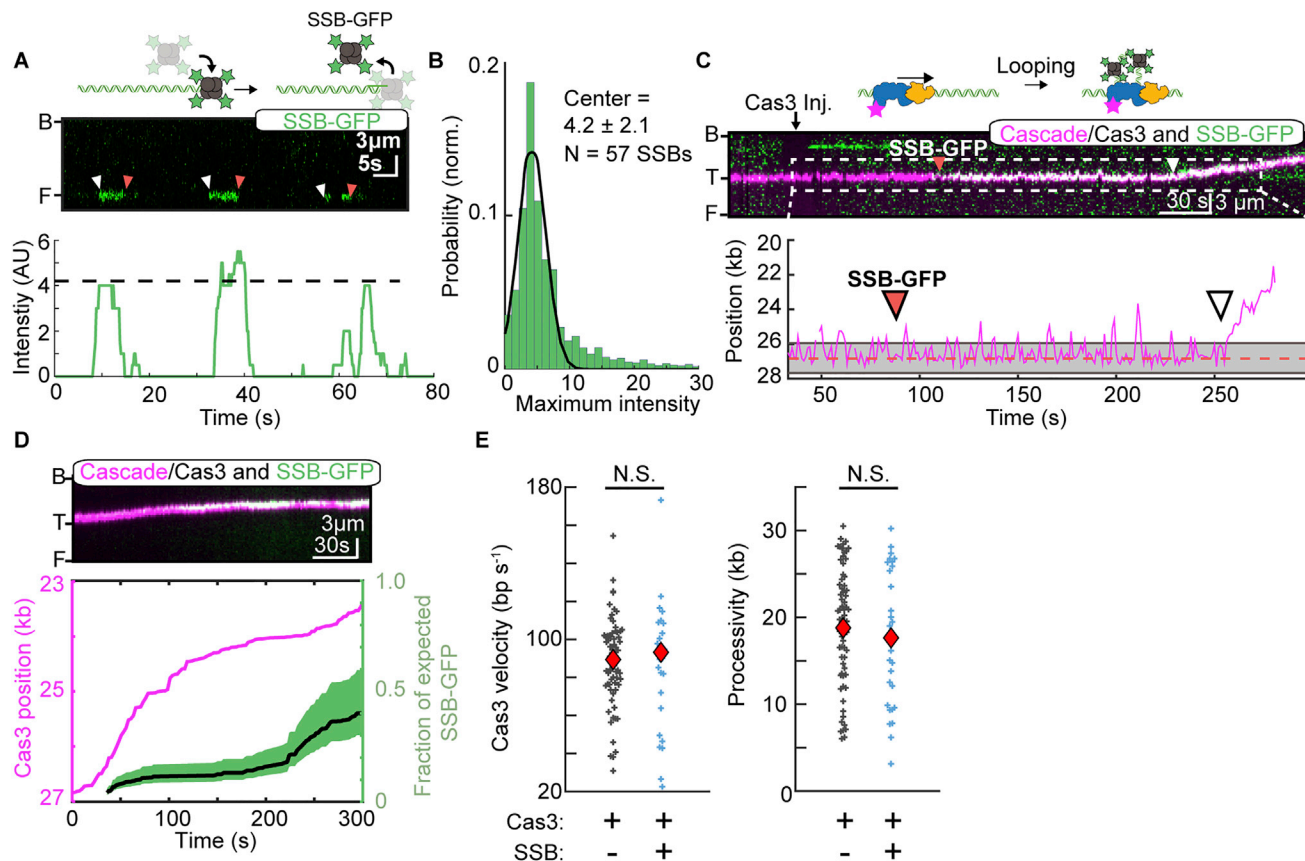 A
SSB-GFP
B
SSB-GFP
3μm
5s
F
Intenstiy (AU)
6
4
2
0
0
20
40
60
80
Time (s)
B
Probability (norm.)
0.2
0.1
0
Center =
4.2 ± 2.1
N = 57 SSBs
0
10
20
30
Maximum intensity
C
Looping
Cas3 Inj.
Cascade/Cas3 and SSB-GFP
B
SSB-GFP
T
30 s
3 μm
F
Position (kb)
20
22
24
26
28
SSB-GFP
50
100
150
200
250
Time (s)
D
Cascade/Cas3 and SSB-GFP
B
T
3μm
30s
F
Cas3 position (kb)
23
25
27
1.0
0.5
0
Fraction of expected
SSB-GFP
0
100
200
300
Time (s)
E
N.S.
Cas3 velocity (bp s⁻¹)
180
100
20
N.S.
Processivity (kb)
30
20
10
0
Cas3: + + + +
SSB: - + - +